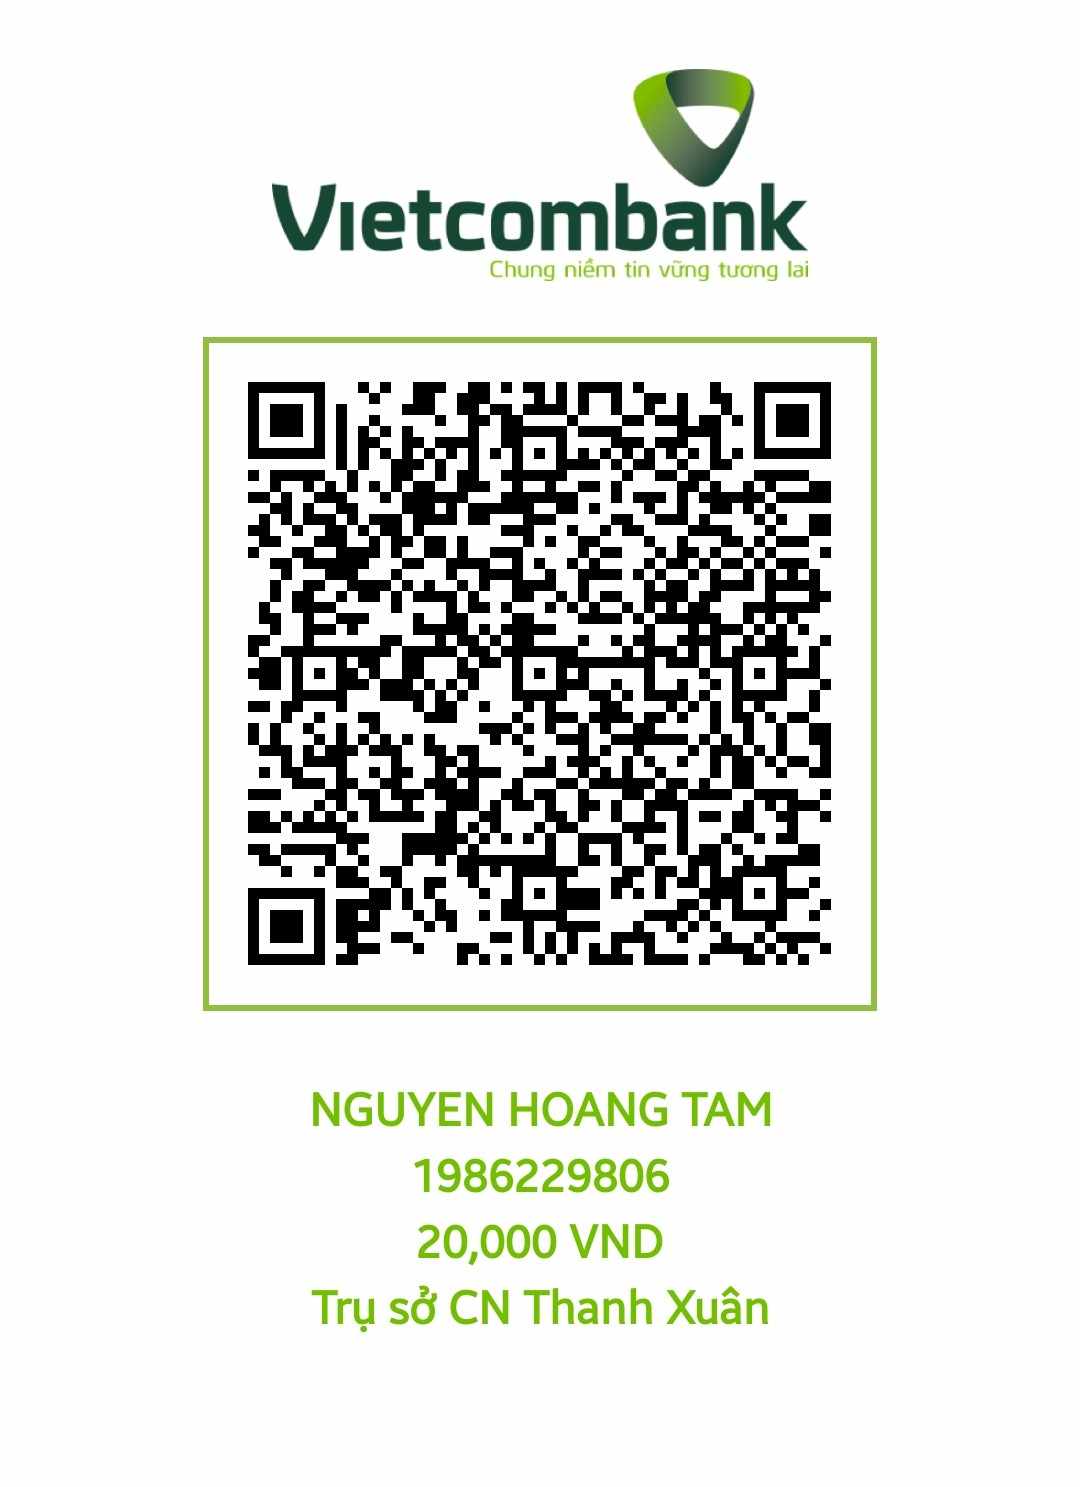 Vietcombank
Chung niềm tin vững tương lai
NGUYEN HOANG TAM
1986229806
20,000 VND
Trụ sở CN Thanh Xuân